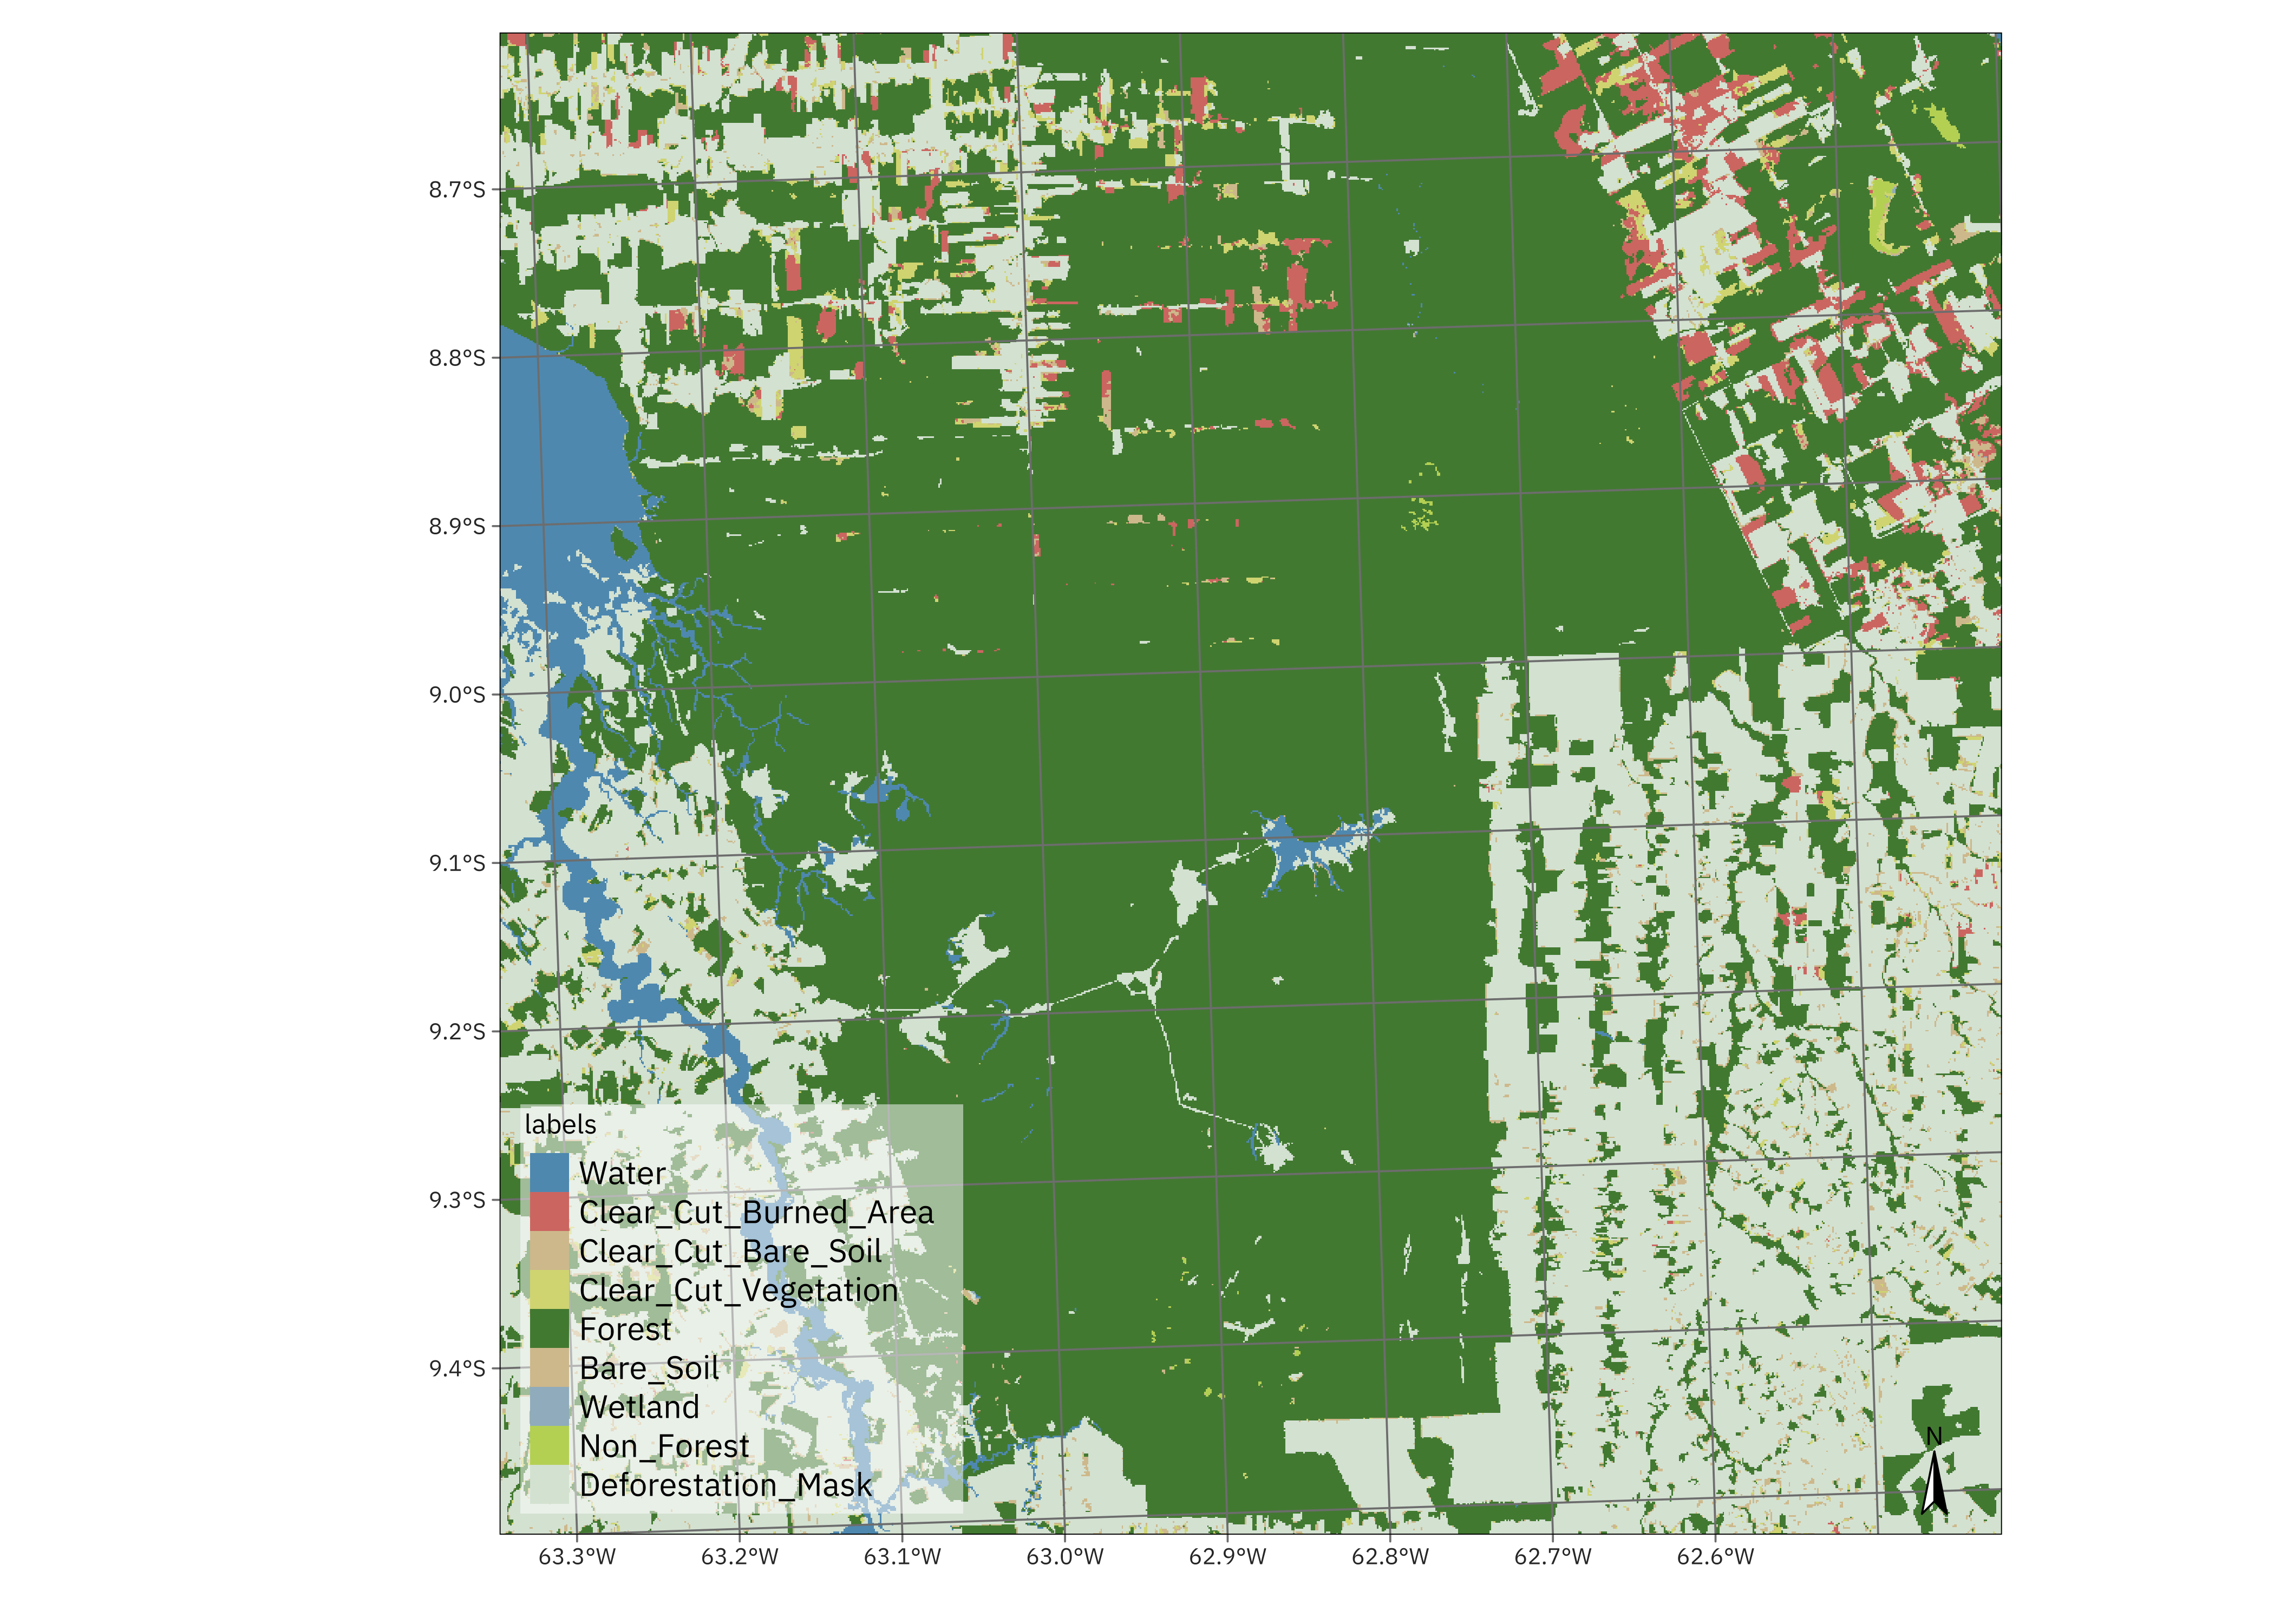 8.7°S
8.8°S
8.9°S
9.0°S
9.1°S
9.2°S
9.3°S
9.4°S
labels
Water
Clear_Cut_Burned_Area
Clear_Cut_Bare_Soil
Clear_Cut_Vegetation
Forest
Bare_Soil
Wetland
Non_Forest
Deforestation_Mask
N
63.3°W 63.2°W 63.1°W 63.0°W 62.9°W 62.8°W 62.7°W 62.6°W